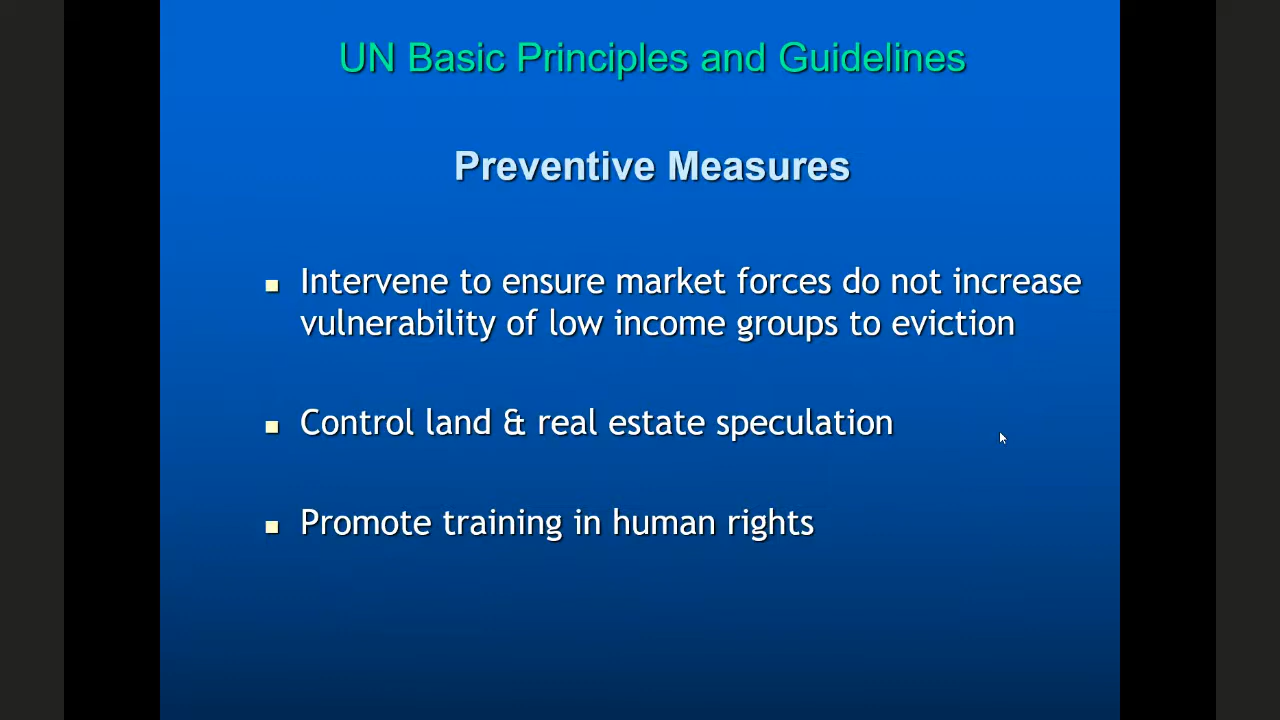 UN Basic Principles and Guidelines
Preventive Measures
Intervene to ensure market forces do not increase
vulnerability of low income groups to eviction
Control land & real estate speculation
Promote training in human rights